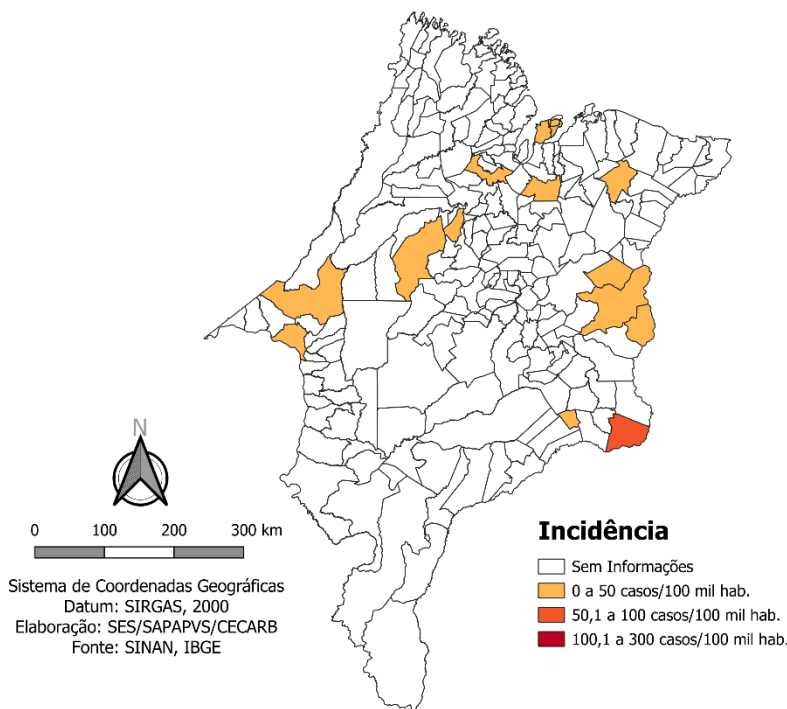 N
0 100 200 300 km
Sistema de Coordenadas Geográficas
Datum: SIRGAS, 2000
Elaboração: SES/SAPAPVS/CECARB
Fonte: SINAN, IBGE
Incidência
Sem Informações
0 a 50 casos/100 mil hab.
50,1 a 100 casos/100 mil hab.
100,1 a 300 casos/100 mil hab.